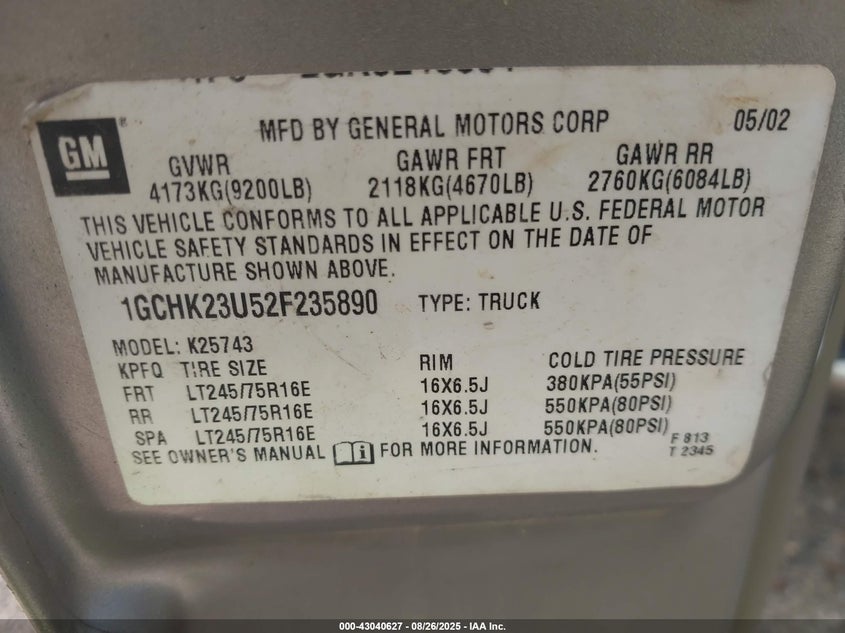 MFD BY GENERAL MOTORS CORP 05/02
GM
GVWR GAWR FRT GAWR RR
4173KG(9200LB) 2118KG(4670LB) 2760KG(6084LB)
THIS VEHICLE CONFORMS TO ALL APPLICABLE U.S. FEDERAL MOTOR
VEHICLE SAFETY STANDARDS IN EFFECT ON THE DATE OF
MANUFACTURE SHOWN ABOVE.
1GCHK23U52F235890 TYPE: TRUCK
MODEL: K25743
KPFQ TIRE SIZE RIM COLD TIRE PRESSURE
FRT LT245/75R16E 16X6.5J 380KPA(55PSI)
RR LT245/75R16E 16X6.5J 550KPA(80PSI)
SPA LT245/75R16E 16X6.5J 550KPA(80PSI)
SEE OWNER'S MANUAL i FOR MORE INFORMATION.
F 813
T 2345
000-43040627 - 08/26/2025 - IAA Inc.